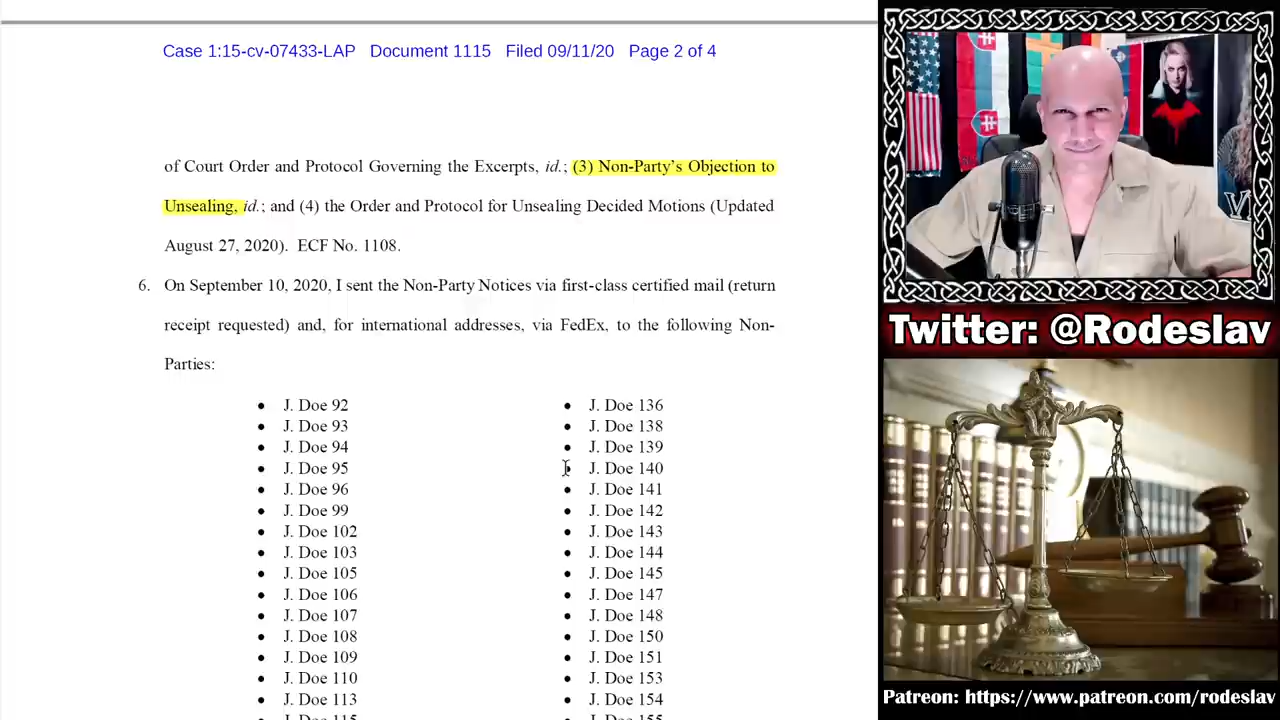 Case 1:15-cv-07433-LAP Document 1115 Filed 09/11/20 Page 2 of 4
of Court Order and Protocol Governing the Excerpts, id.; (3) Non-Party’s Objection to
Unsealing, id.; and (4) the Order and Protocol for Unsealing Decided Motions (Updated
August 27, 2020). ECF No. 1108.
6. On September 10, 2020, I sent the Non-Party Notices via first-class certified mail (return
receipt requested) and, for international addresses, via FedEx, to the following Non-
Parties:
• J. Doe 92
• J. Doe 93
• J. Doe 94
• J. Doe 95
• J. Doe 96
• J. Doe 99
• J. Doe 102
• J. Doe 103
• J. Doe 105
• J. Doe 106
• J. Doe 107
• J. Doe 108
• J. Doe 109
• J. Doe 110
• J. Doe 113
• J. Doe 115
• J. Doe 136
• J. Doe 138
• J. Doe 139
• J. Doe 140
• J. Doe 141
• J. Doe 142
• J. Doe 143
• J. Doe 144
• J. Doe 145
• J. Doe 147
• J. Doe 148
• J. Doe 150
• J. Doe 151
• J. Doe 153
• J. Doe 154
• J. Doe 155
Twitter: @Rodeslav
Patreon: https://www.patreon.com/rodeslav